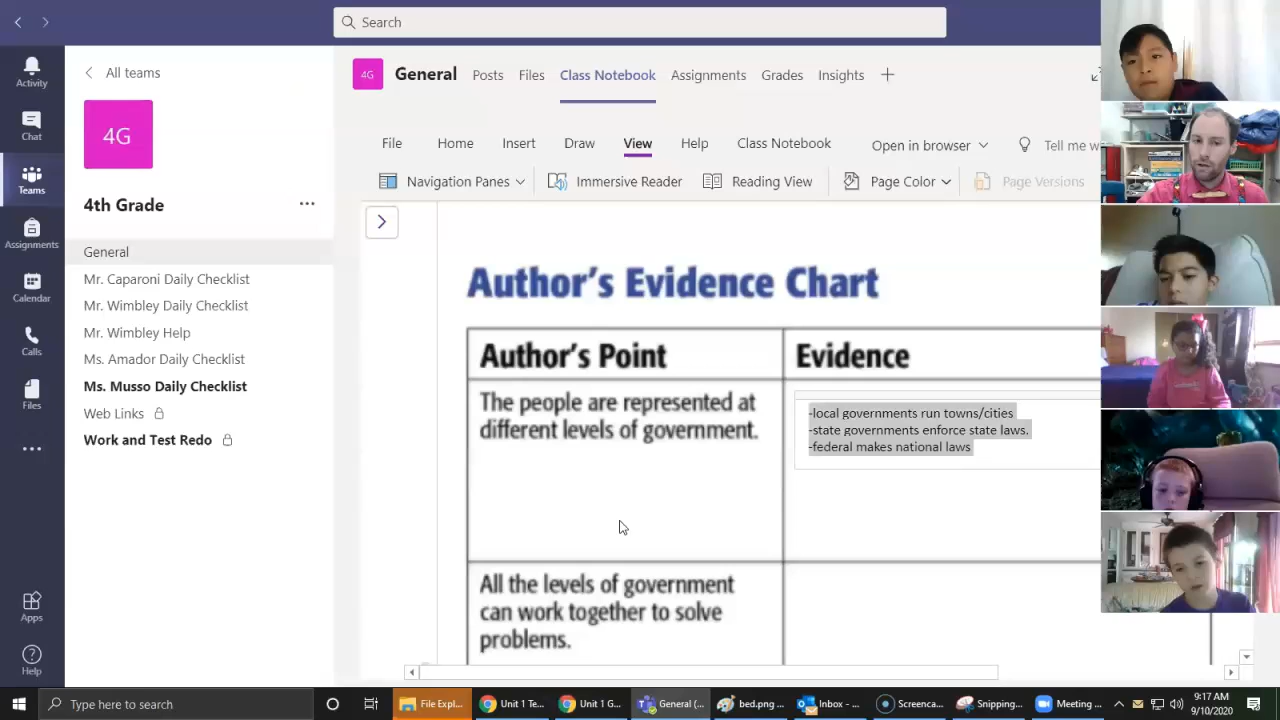 Search
Activity
Chat
Teams
Assignments
Calendar
Calls
Files
Apps
Help
All teams
4G
4th Grade
General
Mr. Caparoni Daily Checklist
Mr. Wimbley Daily Checklist
Mr. Wimbley Help
Ms. Amador Daily Checklist
Ms. Musso Daily Checklist
Web Links
Work and Test Redo
4G General Posts Files Class Notebook Assignments Grades Insights
File Home Insert Draw View Help Class Notebook Open in browser Tell me w
Navigation Panes Immersive Reader Reading View Page Color Page Versions
Author's Evidence Chart
Author's Point
Evidence
The people are represented at
different levels of government.
-local governments run towns/cities
-state governments enforce state laws.
-federal makes national laws
All the levels of government
can work together to solve
problems.
Type here to search
File Expl...
Unit 1 Te...
Unit 1 G...
General (...
bed.png ...
Inbox - ...
Screenca...
Snipping...
Meeting ...
9:17 AM
9/10/2020